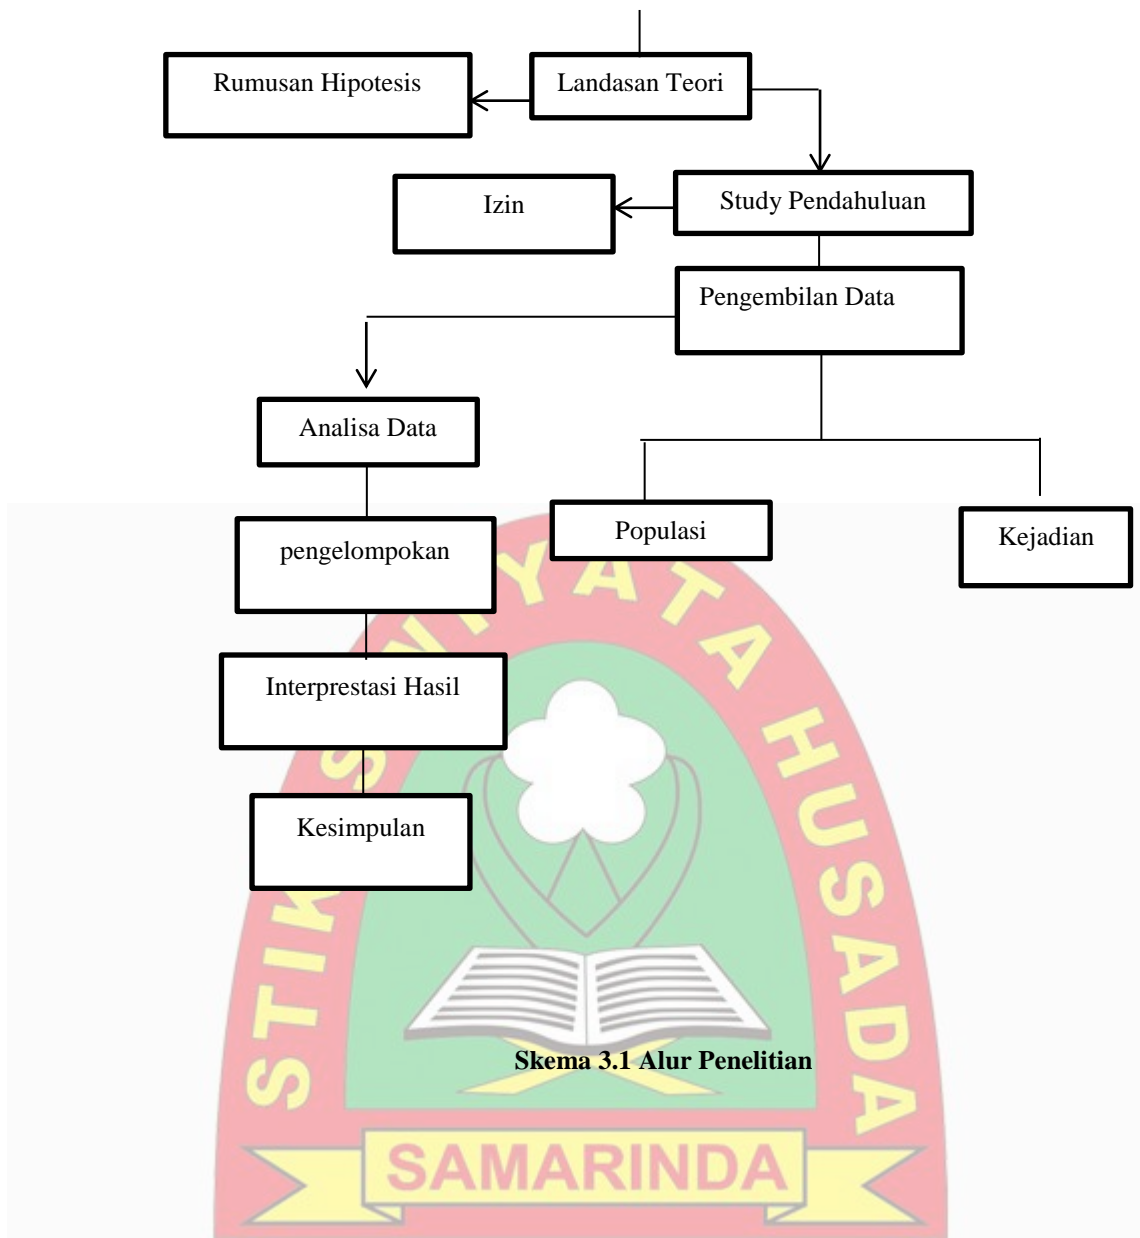 Rumusan Hipotesis
Landasan Teori
Izin
Study Pendahuluan
Pengembilan Data
Analisa Data
Populasi
Kejadian
pengelompokan
Interprestasi Hasil
Kesimpulan
Skema 3.1 Alur Penelitian
WIYATA HUSADA
SAMARINDA